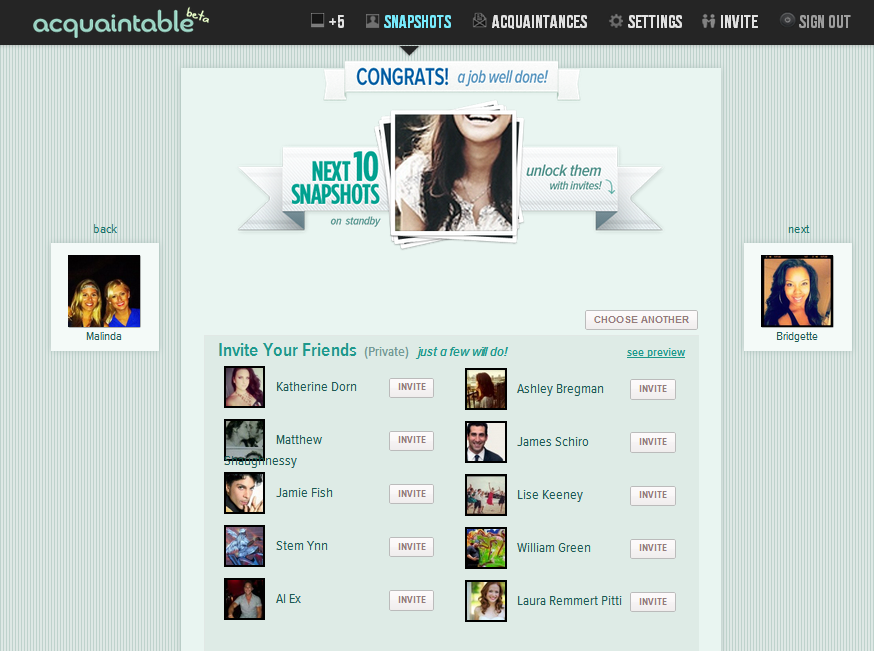 acquaintable beta
+5 SNAPSHOTS ACQUAINTANCES SETTINGS INVITE SIGN OUT
CONGRATS! a job well done!
NEXT 10
SNAPSHOTS
on standby
unlock them
with invites!
back
Malinda
next
Bridgette
CHOOSE ANOTHER
Invite Your Friends (Private) just a few will do! see preview
Katherine Dorn INVITE
Ashley Bregman INVITE
Matthew
Shaughnessy INVITE
James Schiro INVITE
Jamie Fish INVITE
Lise Keeney INVITE
Stem Ynn INVITE
William Green INVITE
Al Ex INVITE
Laura Remmert Pitti INVITE